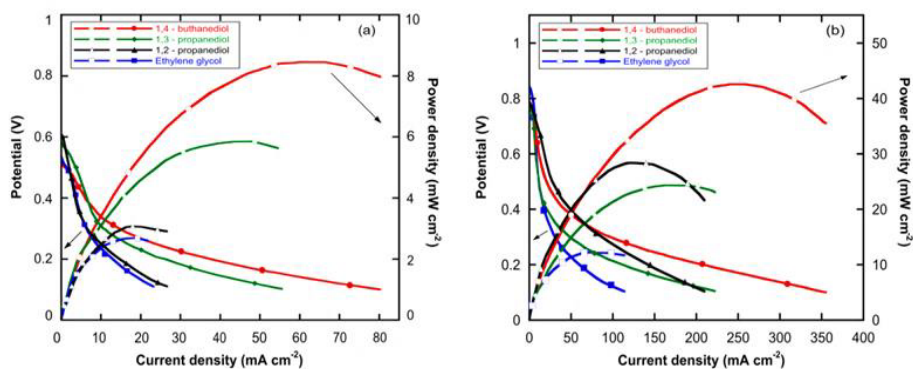 (a)
1,4 - buthanediol
1,3 - propanediol
1,2 - propanediol
Ethylene glycol
Potential (V)
1
0.8
0.6
0.4
0.2
0
0 10 20 30 40 50 60 70 80
Current density (mA cm-2)
10
8
6
4
2
0
Power density (mW cm-2)
(b)
1,4 - buthanediol
1,3 - propanediol
1,2 - propanediol
Ethylene glycol
Potential (V)
1
0.8
0.6
0.4
0.2
0
0 50 100 150 200 250 300 350 400
Current density (mA cm-2)
50
40
30
20
10
0
Power density (mW cm-2)